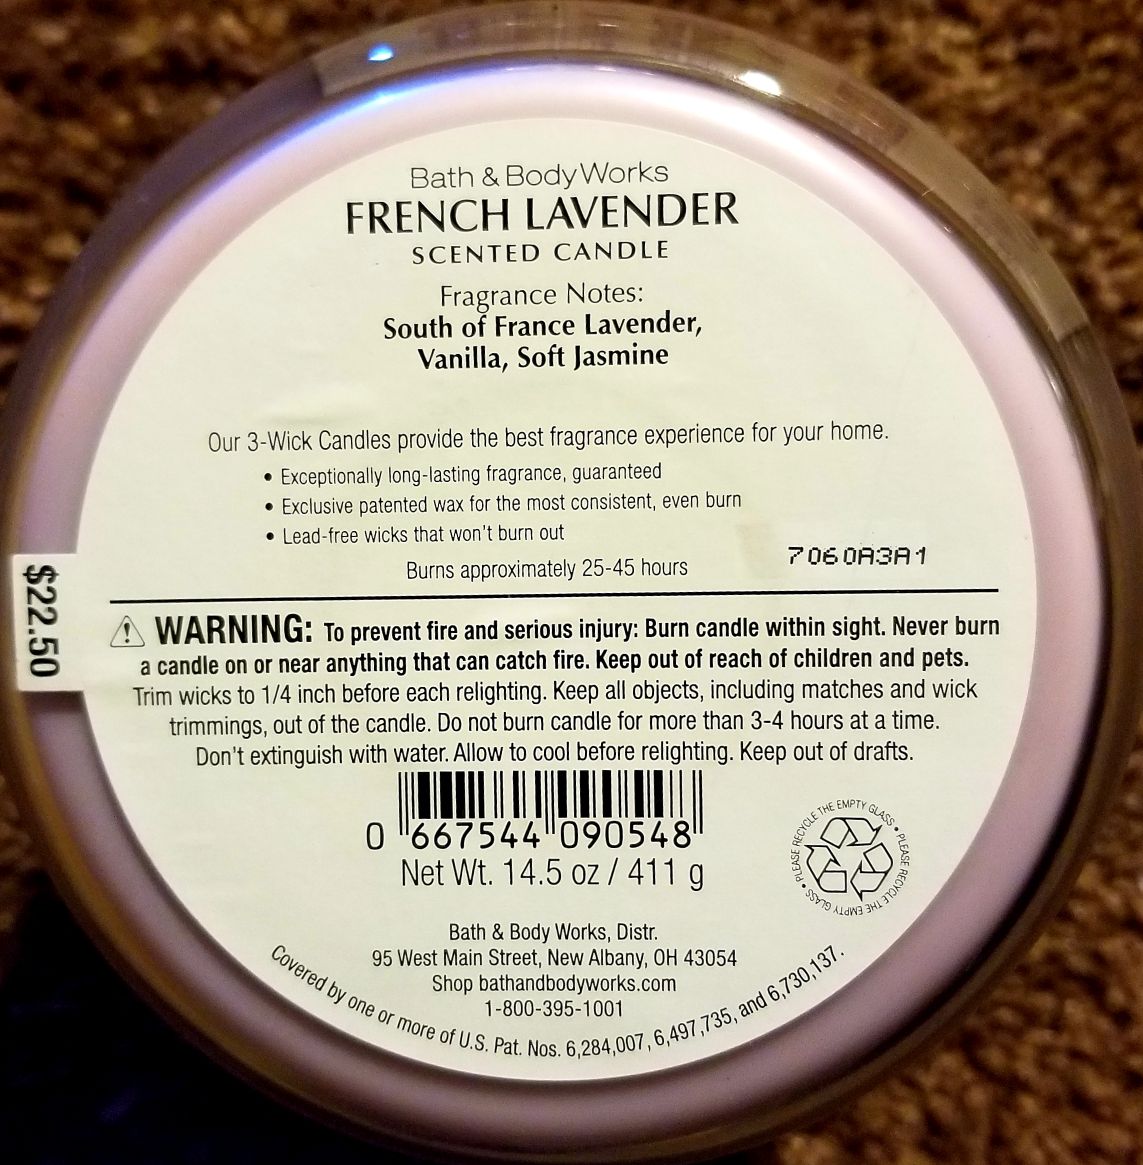 Bath & Body Works
FRENCH LAVENDER
SCENTED CANDLE
Fragrance Notes:
South of France Lavender,
Vanilla, Soft Jasmine
Our 3-Wick Candles provide the best fragrance experience for your home.
• Exceptionally long-lasting fragrance, guaranteed
• Exclusive patented wax for the most consistent, even burn
• Lead-free wicks that won't burn out
Burns approximately 25-45 hours
7060A3A1
$22.50
WARNING: To prevent fire and serious injury: Burn candle within sight. Never burn
a candle on or near anything that can catch fire. Keep out of reach of children and pets.
Trim wicks to 1/4 inch before each relighting. Keep all objects, including matches and wick
trimmings, out of the candle. Do not burn candle for more than 3-4 hours at a time.
Don't extinguish with water. Allow to cool before relighting. Keep out of drafts.
0 667544 090548
Net Wt. 14.5 oz / 411 g
PLEASE RECYCLE THE EMPTY GLASS • PLEASE RECYCLE THE EMPTY GLASS •
Bath & Body Works, Distr.
95 West Main Street, New Albany, OH 43054
Shop bathandbodyworks.com
1-800-395-1001
Covered by one or more of U.S. Pat. Nos. 6,284,007, 6,497,735, and 6,730,137.